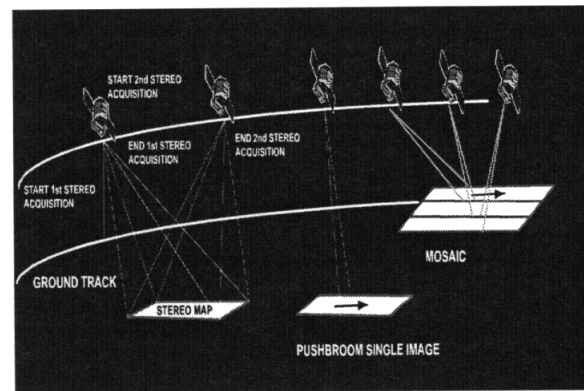 START 2nd STEREO
ACQUISITION
END 1st STEREO
ACQUISITION
END 2nd STEREO
ACQUISITION
START 1st STEREO
ACQUISITION
GROUND TRACK
STEREO MAP
MOSAIC
PUSHBROOM SINGLE IMAGE